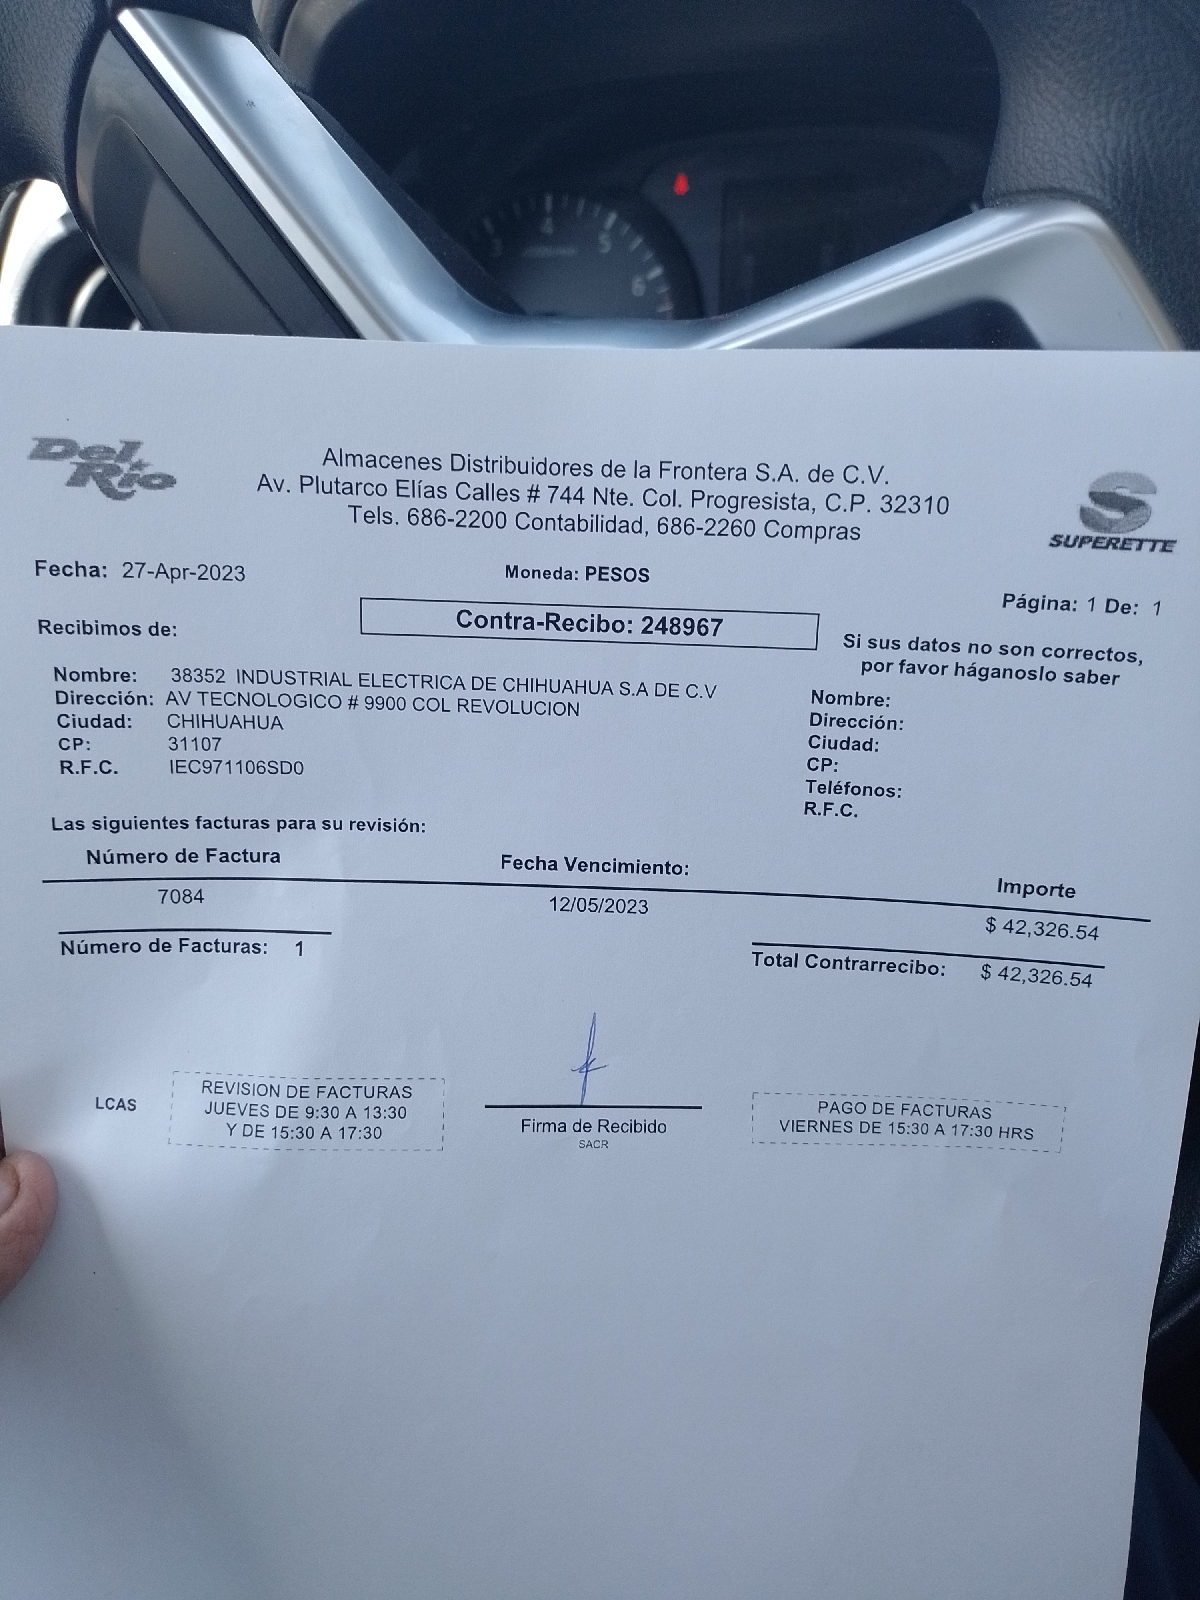 3 4 5 6
Del Rio
Almacenes Distribuidores de la Frontera S.A. de C.V.
Av. Plutarco Elías Calles # 744 Nte. Col. Progresista, C.P. 32310
Tels. 686-2200 Contabilidad, 686-2260 Compras
S
SUPERETTE
Fecha: 27-Apr-2023
Moneda: PESOS
Página: 1 De: 1
Contra-Recibo: 248967
Recibimos de:
Si sus datos no son correctos,
por favor háganoslo saber
Nombre: 38352 INDUSTRIAL ELECTRICA DE CHIHUAHUA S.A DE C.V
Dirección: AV TECNOLOGICO # 9900 COL REVOLUCION
Ciudad: CHIHUAHUA
CP: 31107
R.F.C. IEC971106SD0
Nombre:
Dirección:
Ciudad:
CP:
Teléfonos:
R.F.C.
Las siguientes facturas para su revisión:
Número de Factura Fecha Vencimiento: Importe
7084 12/05/2023 $ 42,326.54
Número de Facturas: 1
Total Contrarrecibo: $ 42,326.54
LCAS
REVISION DE FACTURAS
JUEVES DE 9:30 A 13:30
Y DE 15:30 A 17:30
Firma de Recibido
SACR
PAGO DE FACTURAS
VIERNES DE 15:30 A 17:30 HRS